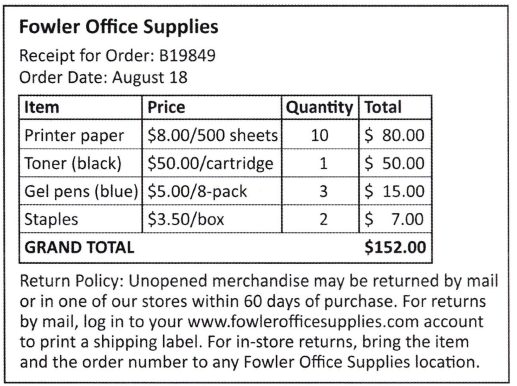 Fowler Office Supplies
Receipt for Order: B19849
Order Date: August 18
Item Price Quantity Total
Printer paper $8.00/500 sheets 10 $ 80.00
Toner (black) $50.00/cartridge 1 $ 50.00
Gel pens (blue) $5.00/8-pack 3 $ 15.00
Staples $3.50/box 2 $ 7.00
GRAND TOTAL $152.00
Return Policy: Unopened merchandise may be returned by mail
or in one of our stores within 60 days of purchase. For returns
by mail, log in to your www.fowlerofficesupplies.com account
to print a shipping label. For in-store returns, bring the item
and the order number to any Fowler Office Supplies location.